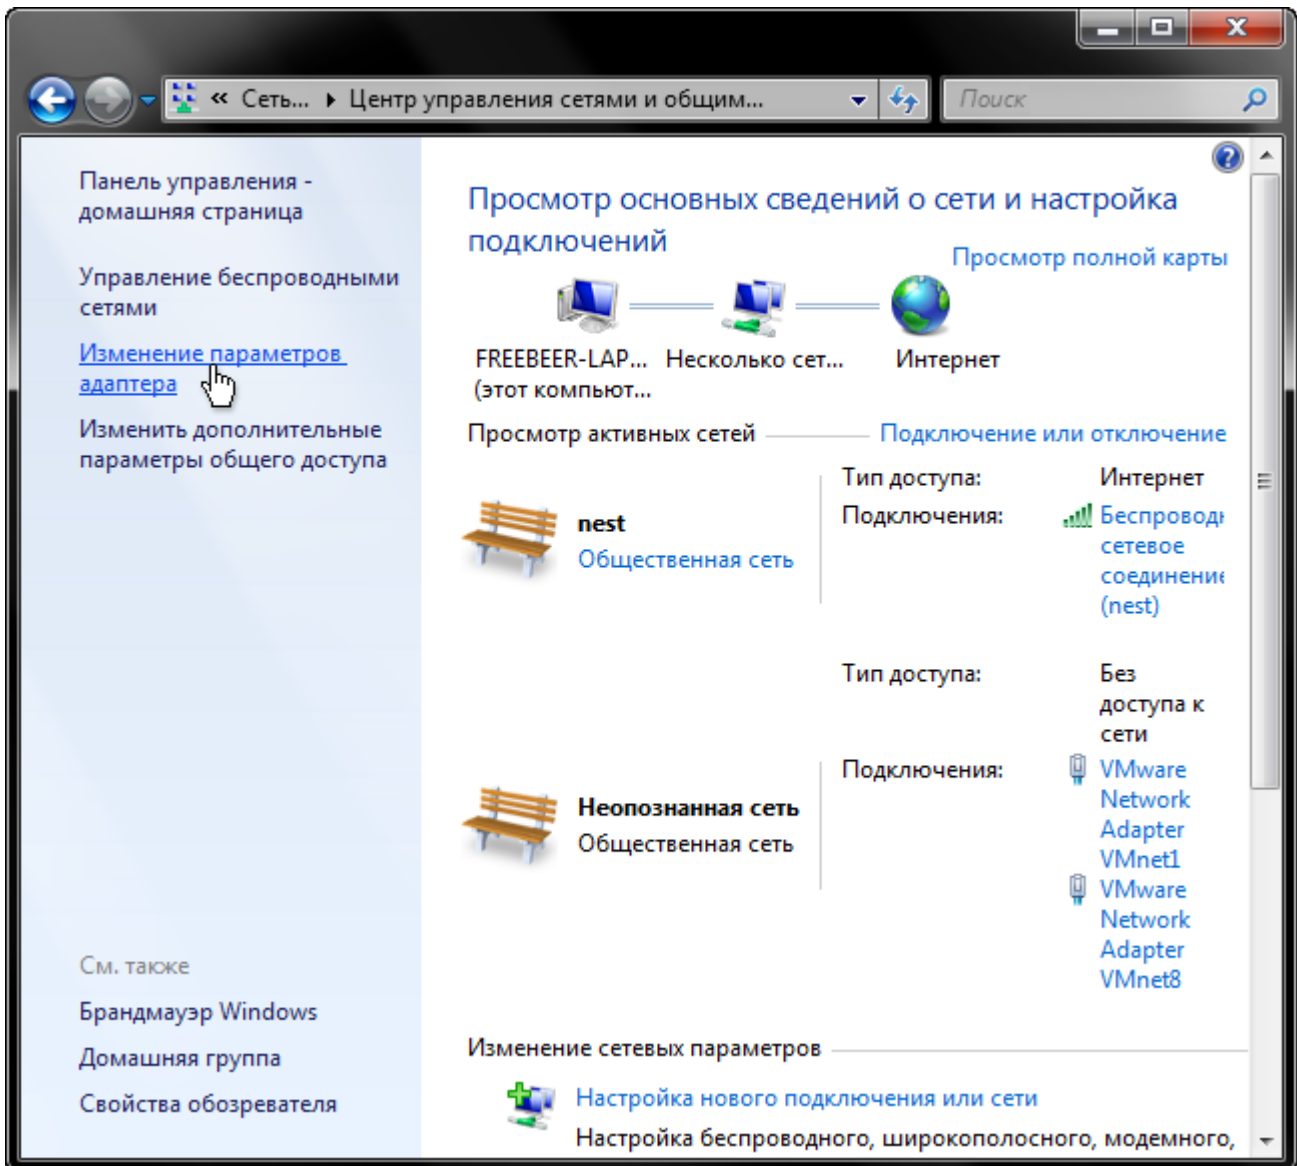 « Сеть... Центр управления сетями и общим... Поиск
Панель управления -
домашняя страница
Управление беспроводными
сетями
Изменение параметров
адаптера
Изменить дополнительные
параметры общего доступа
См. также
Брандмауэр Windows
Домашняя группа
Свойства обозревателя
Просмотр основных сведений о сети и настройка
подключений
Просмотр полной карты
FREEBEER-LAP... Несколько сет... Интернет
(этот компьют...
Просмотр активных сетей Подключение или отключение
nest
Общественная сеть
Тип доступа: Интернет
Подключения: Беспроводн
сетевое
соединение
(nest)
Неопознанная сеть
Общественная сеть
Тип доступа: Без
доступа к
сети
Подключения: VMware
Network
Adapter
VMnet1
VMware
Network
Adapter
VMnet8
Изменение сетевых параметров
Настройка нового подключения или сети
Настройка беспроводного, широкополосного, модемного,